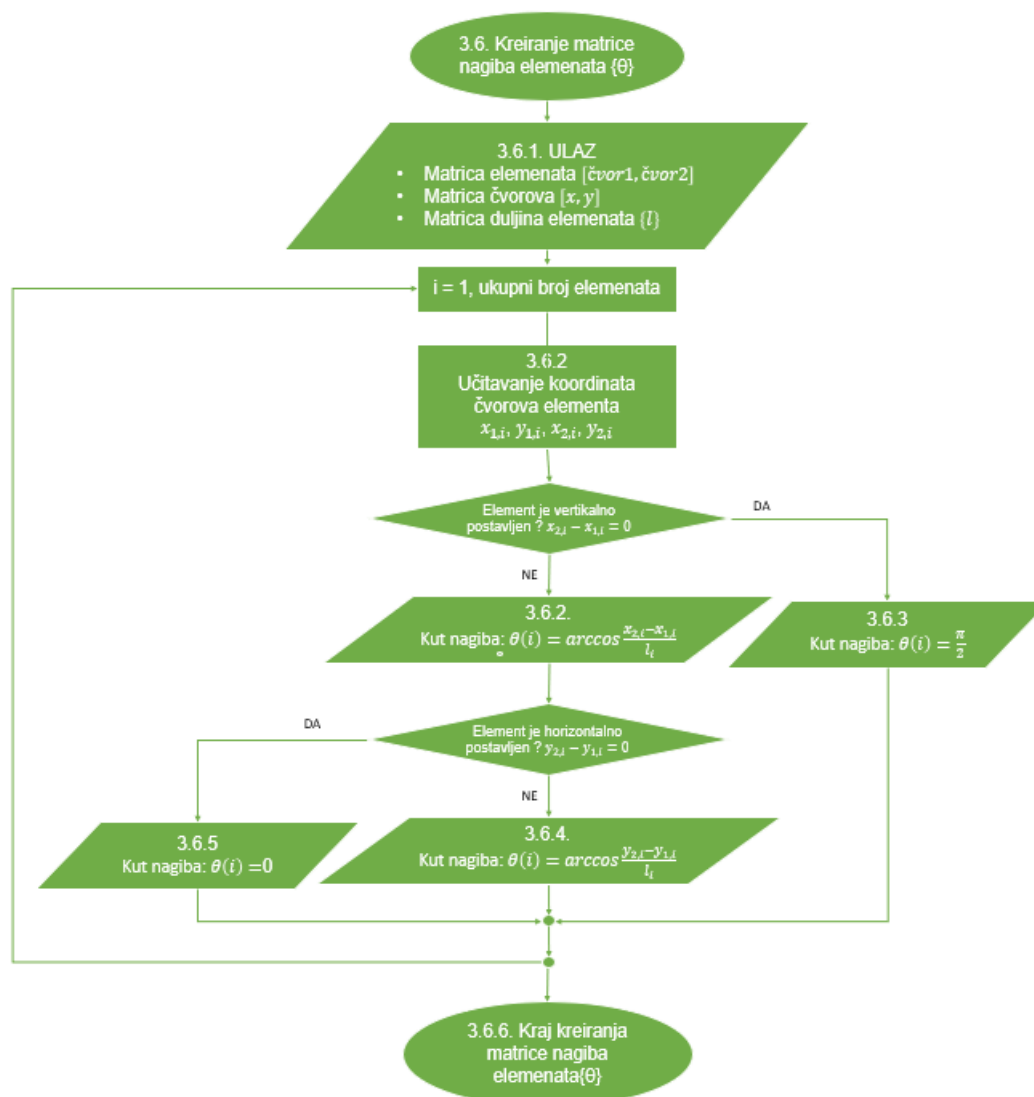 3.6. Kreiranje matrice
nagiba elemenata {θ}
3.6.1. ULAZ
• Matrica elemenata [čvor1, čvor2]
• Matrica čvorova [x, y]
• Matrica duljina elemenata {l}
i = 1, ukupni broj elemenata
3.6.2
Učitavanje koordinata
čvorova elementa
x₁,ᵢ, y₁,ᵢ, x₂,ᵢ, y₂,ᵢ
Element je vertikalno
postavljen ? x₂,ᵢ − x₁,ᵢ = 0
DA
NE
3.6.2.
Kut nagiba: θ(i) = arccos (x₂,ᵢ−x₁,ᵢ)/lᵢ
3.6.3
Kut nagiba: θ(i) = π/2
Element je horizontalno
postavljen ? y₂,ᵢ − y₁,ᵢ = 0
DA
NE
3.6.5
Kut nagiba: θ(i) =0
3.6.4.
Kut nagiba: θ(i) = arccos (y₂,ᵢ−y₁,ᵢ)/lᵢ
3.6.6. Kraj kreiranja
matrice nagiba
elemenata{θ}